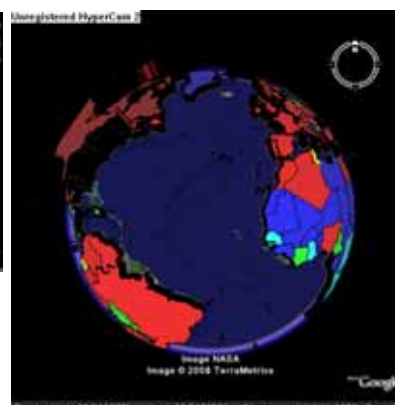 Unregistered HyperCam 2
N
Image NASA
Image © 2008 TerraMetrics
Google